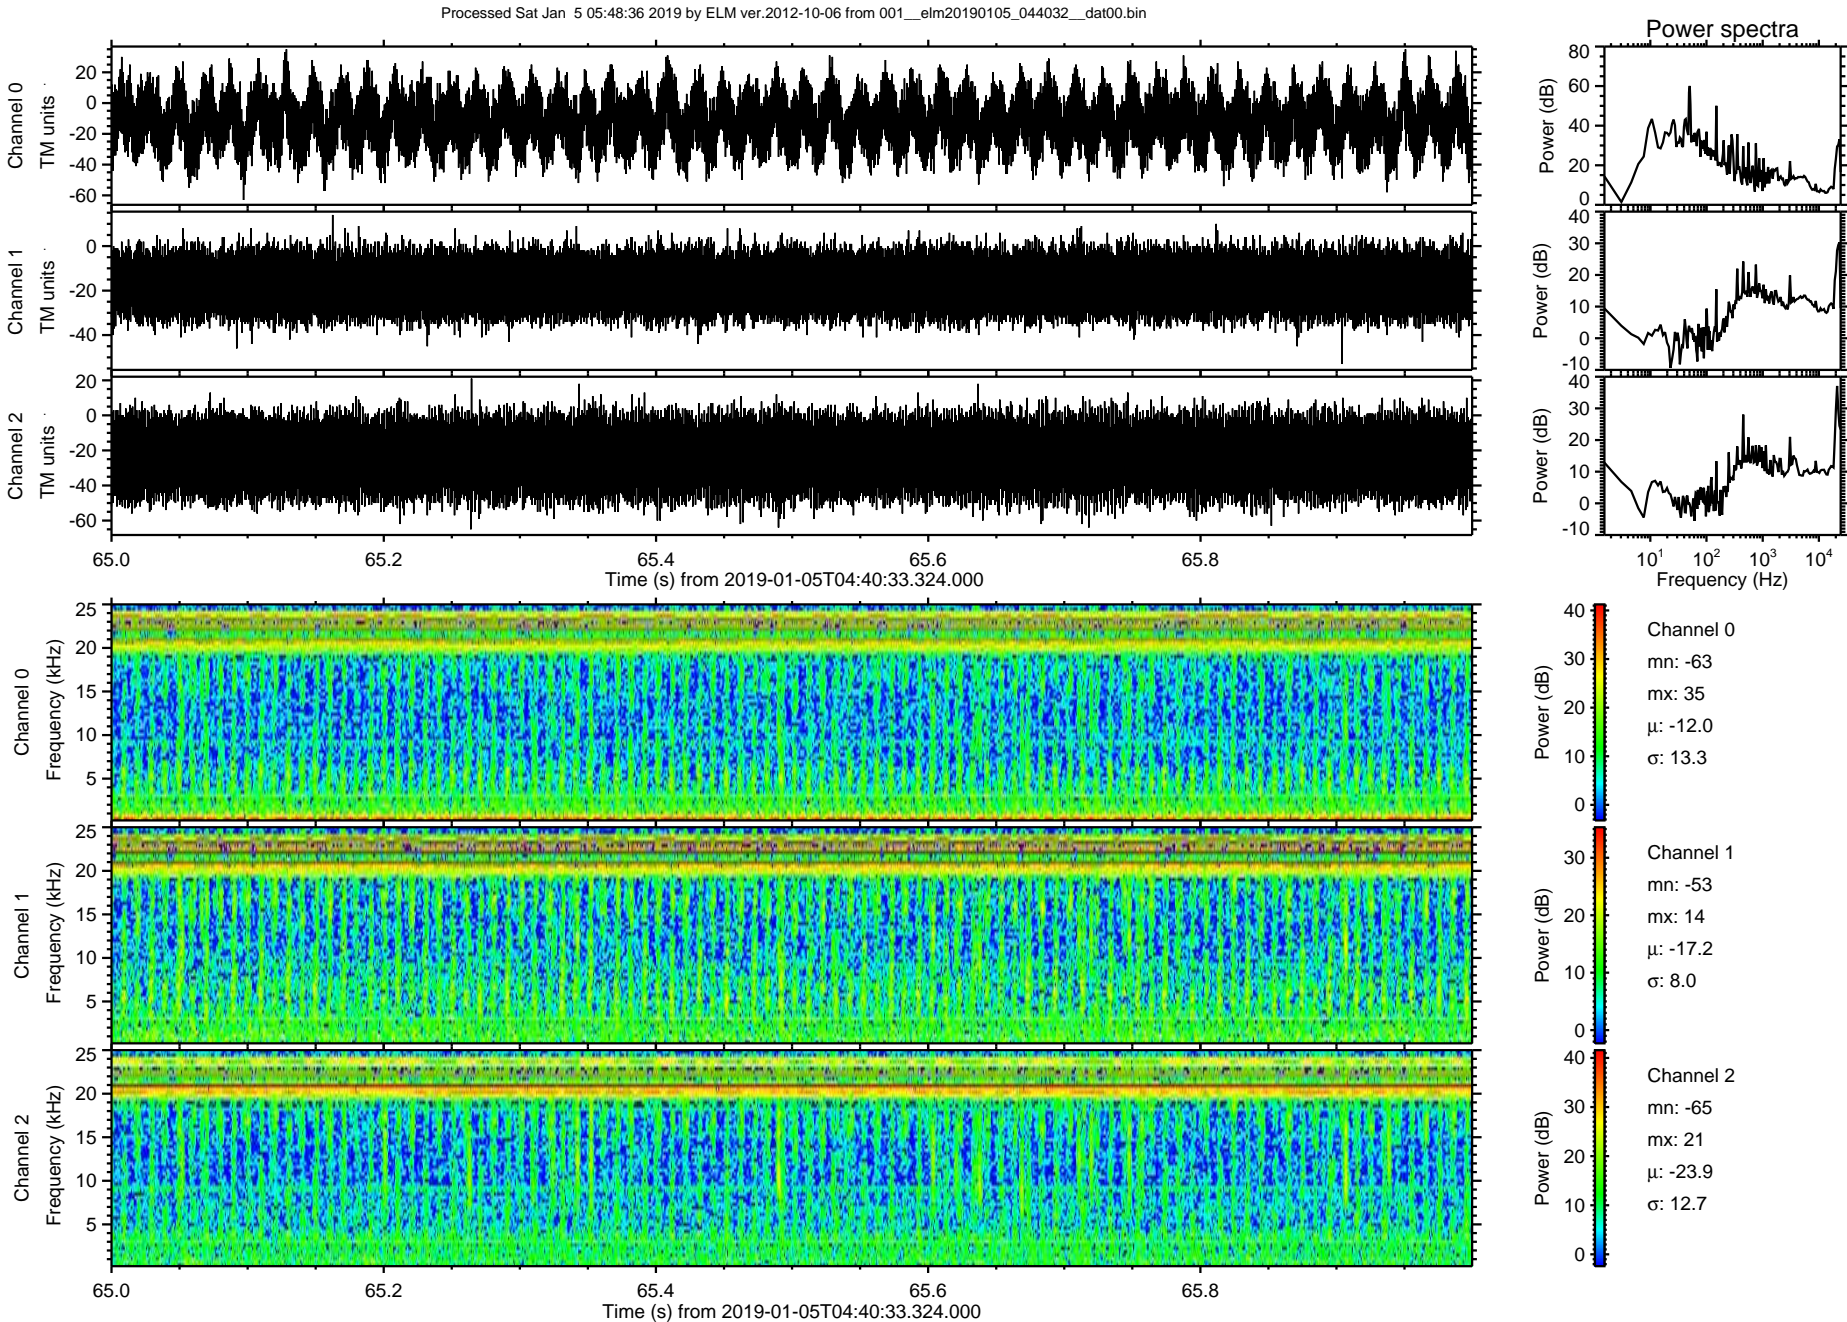 Processed Sat Jan  5 05:48:36 2019 by ELM ver.2012-10-06 from 001__elm20190105_044032__dat00.bin
Power spectra
Channel 0
TM units
20
0
-20
-40
-60
Power (dB)
80
60
40
20
0
Channel 1
TM units
0
-20
-40
Power (dB)
40
30
20
10
0
-10
Channel 2
TM units
20
0
-20
-40
-60
Power (dB)
40
30
20
10
0
-10
65.0 65.2 65.4 65.6 65.8
Time (s) from 2019-01-05T04:40:33.324.000
10¹ 10² 10³ 10⁴
Frequency (Hz)
Channel 0
Frequency (kHz)
25
20
15
10
5
Power (dB)
40
30
20
10
0
Channel 0
mn: -63
mx: 35
μ: -12.0
σ: 13.3
Channel 1
Frequency (kHz)
25
20
15
10
5
Power (dB)
30
20
10
0
Channel 1
mn: -53
mx: 14
μ: -17.2
σ: 8.0
Channel 2
Frequency (kHz)
25
20
15
10
5
Power (dB)
40
30
20
10
0
Channel 2
mn: -65
mx: 21
μ: -23.9
σ: 12.7
65.0 65.2 65.4 65.6 65.8
Time (s) from 2019-01-05T04:40:33.324.000